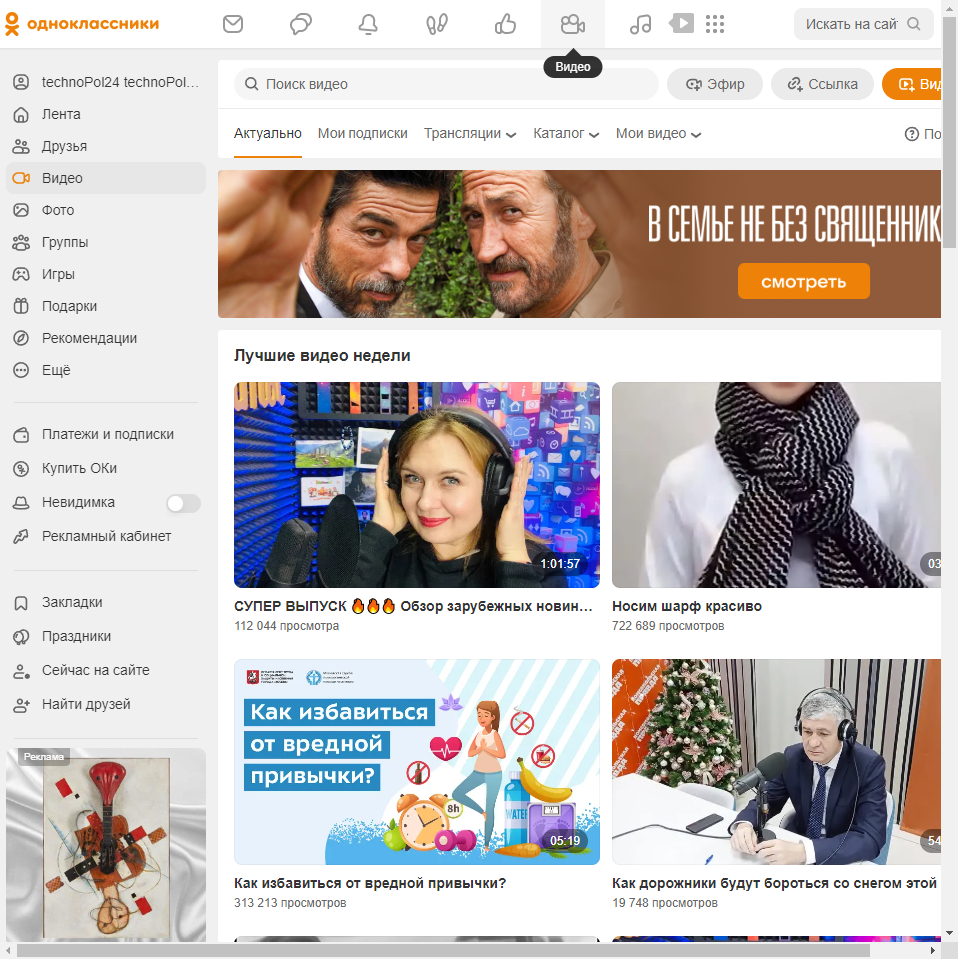 одноклассники
Искать на сай
Видео
technoPol24 technoPol…
Лента
Друзья
Видео
Фото
Группы
Игры
Подарки
Рекомендации
Ещё
Платежи и подписки
Купить ОКи
Невидимка
Рекламный кабинет
Закладки
Праздники
Сейчас на сайте
Найти друзей
Реклама
Поиск видео
Эфир
Ссылка
Вид
Актуально
Мои подписки
Трансляции
Каталог
Мои видео
По
В СЕМЬЕ НЕ БЕЗ СВЯЩЕННИК
смотреть
Лучшие видео недели
1:01:57
03
СУПЕР ВЫПУСК 🔥🔥🔥 Обзор зарубежных новин…
112 044 просмотра
Носим шарф красиво
722 689 просмотров
Как избавиться
от вредной
привычки?
8h
WATER
05:19
54
Как избавиться от вредной привычки?
313 213 просмотров
Как дорожники будут бороться со снегом этой
19 748 просмотров